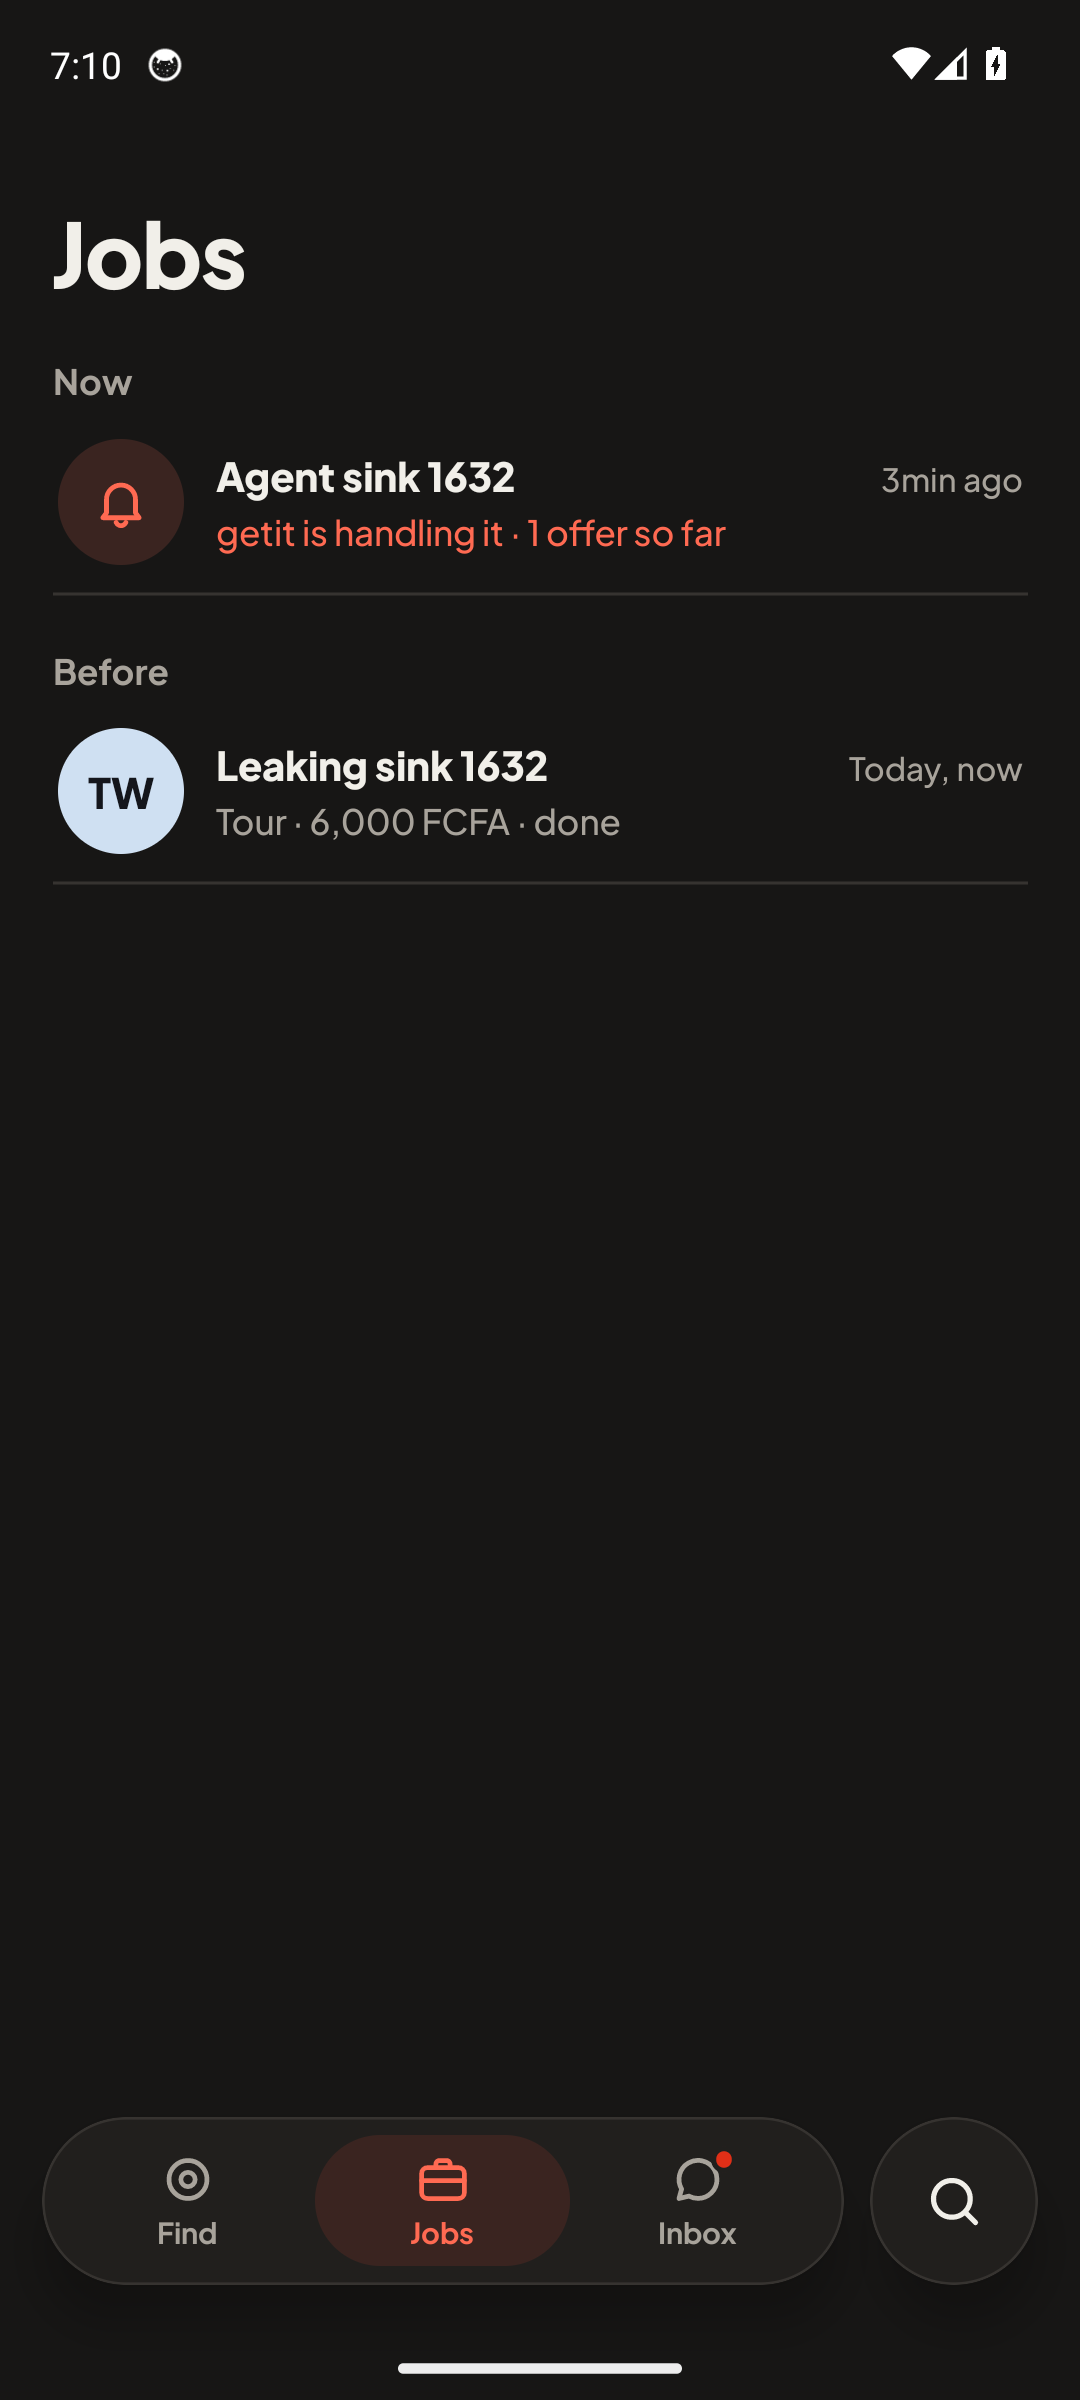 7:10
Jobs
Now
Agent sink 1632
3min ago
getit is handling it · 1 offer so far
Before
TW
Leaking sink 1632
Today, now
Tour · 6,000 FCFA · done
Find
Jobs
Inbox